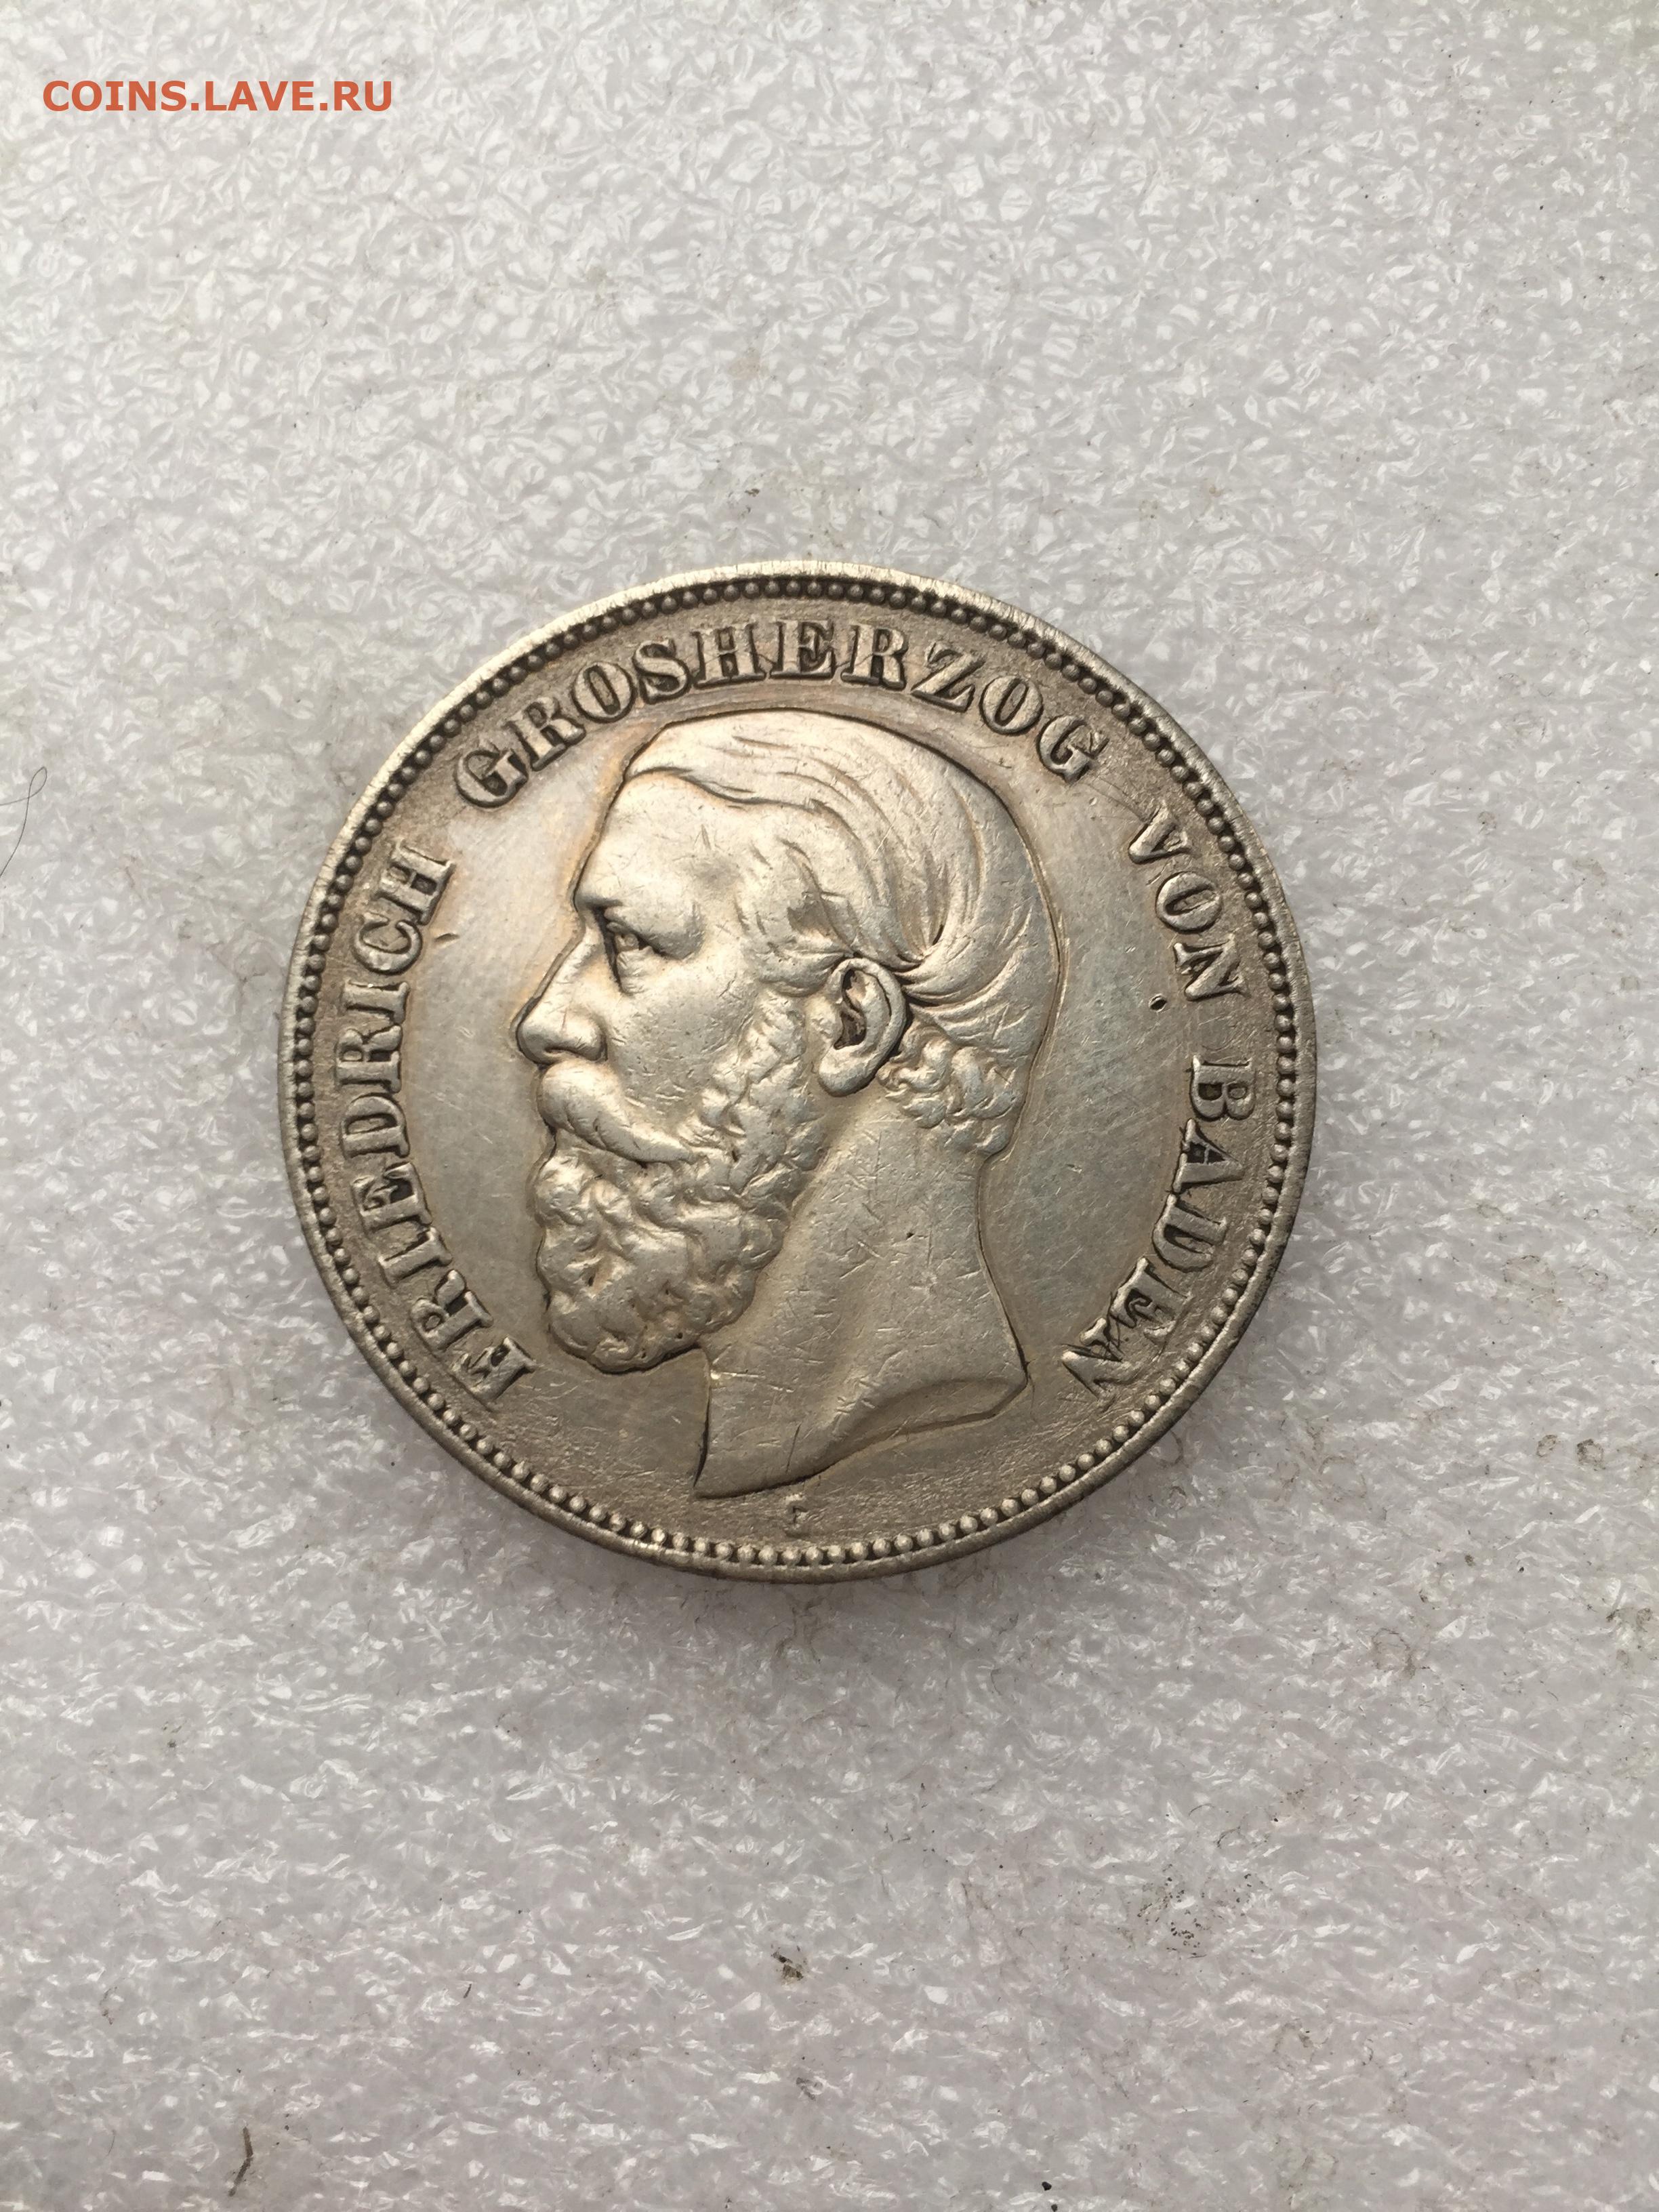 COINS.LAVE.RU
FRIEDRICH GROSHERZOG VON BADEN